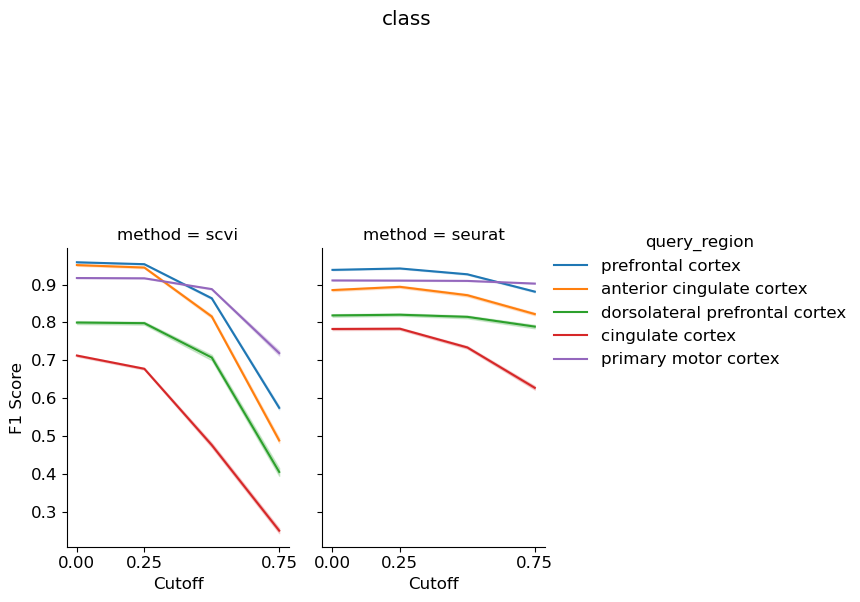 class
method = scvi
method = seurat
query_region
prefrontal cortex
anterior cingulate cortex
dorsolateral prefrontal cortex
cingulate cortex
primary motor cortex
F1 Score
0.9
0.8
0.7
0.6
0.5
0.4
0.3
0.00 0.25 0.75
0.00 0.25 0.75
Cutoff
Cutoff